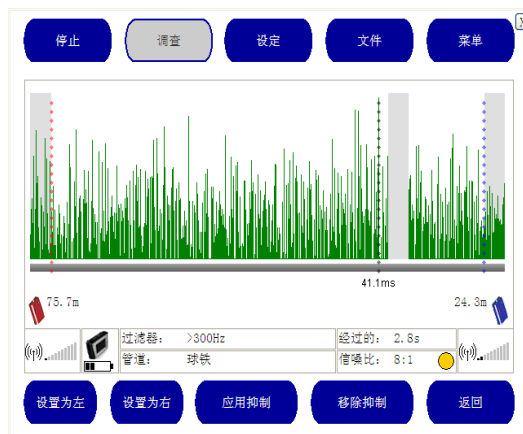 停止 调查 设定 文件 菜单
41.1ms
75.7m 24.3m
过滤器： >300Hz 经过的： 2.8s
管道： 球铁 信噪比： 8:1
设置为左 设置为右 应用抑制 移除抑制 返回